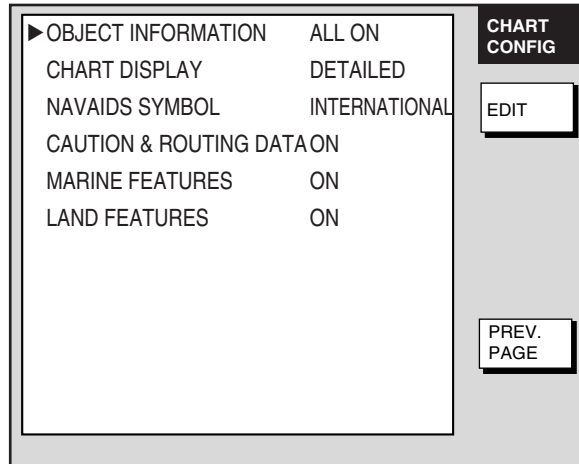 ▶OBJECT INFORMATION ALL ON
CHART DISPLAY DETAILED
NAVAIDS SYMBOL INTERNATIONAL
CAUTION & ROUTING DATA ON
MARINE FEATURES ON
LAND FEATURES ON
CHART
CONFIG
EDIT
PREV.
PAGE